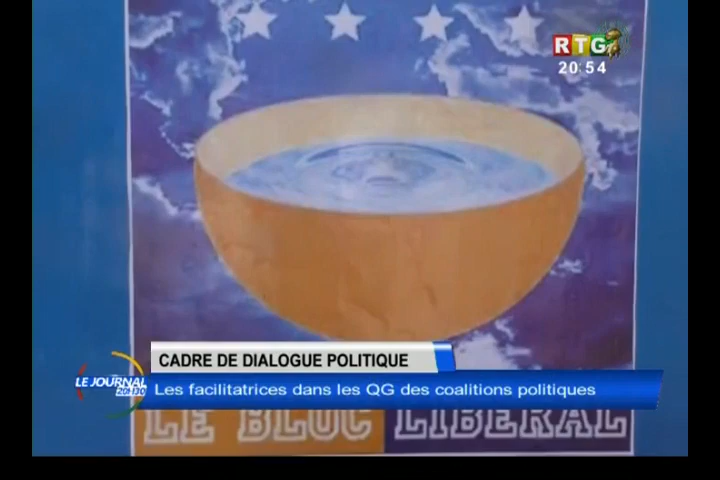 RTG
20:54
CADRE DE DIALOGUE POLITIQUE
LE JOURNAL
20H30
Les facilitatrices dans les QG des coalitions politiques
LE BLOC LIBERAL